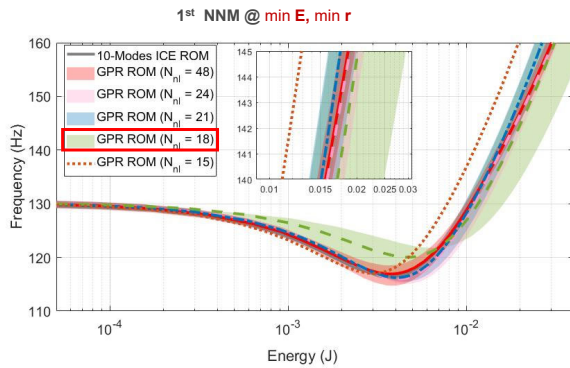 1st NNM @ min E, min r
160
150
140
130
120
110
Frequency (Hz)
10-Modes ICE ROM
GPR ROM (Nnl = 48)
GPR ROM (Nnl = 24)
GPR ROM (Nnl = 21)
GPR ROM (Nnl = 18)
GPR ROM (Nnl = 15)
145
144
143
142
141
140
0.01 0.015 0.02 0.025 0.03
10-4 10-3 10-2
Energy (J)